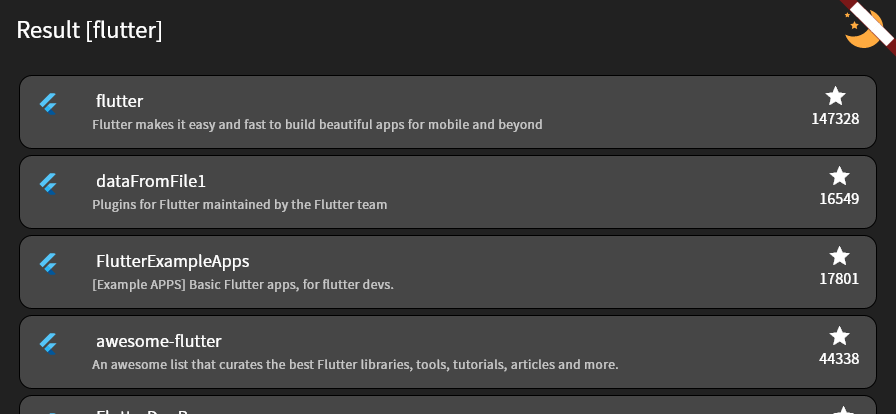 Result [flutter]
flutter
Flutter makes it easy and fast to build beautiful apps for mobile and beyond
147328
dataFromFile1
Plugins for Flutter maintained by the Flutter team
16549
FlutterExampleApps
[Example APPS] Basic Flutter apps, for flutter devs.
17801
awesome-flutter
An awesome list that curates the best Flutter libraries, tools, tutorials, articles and more.
44338